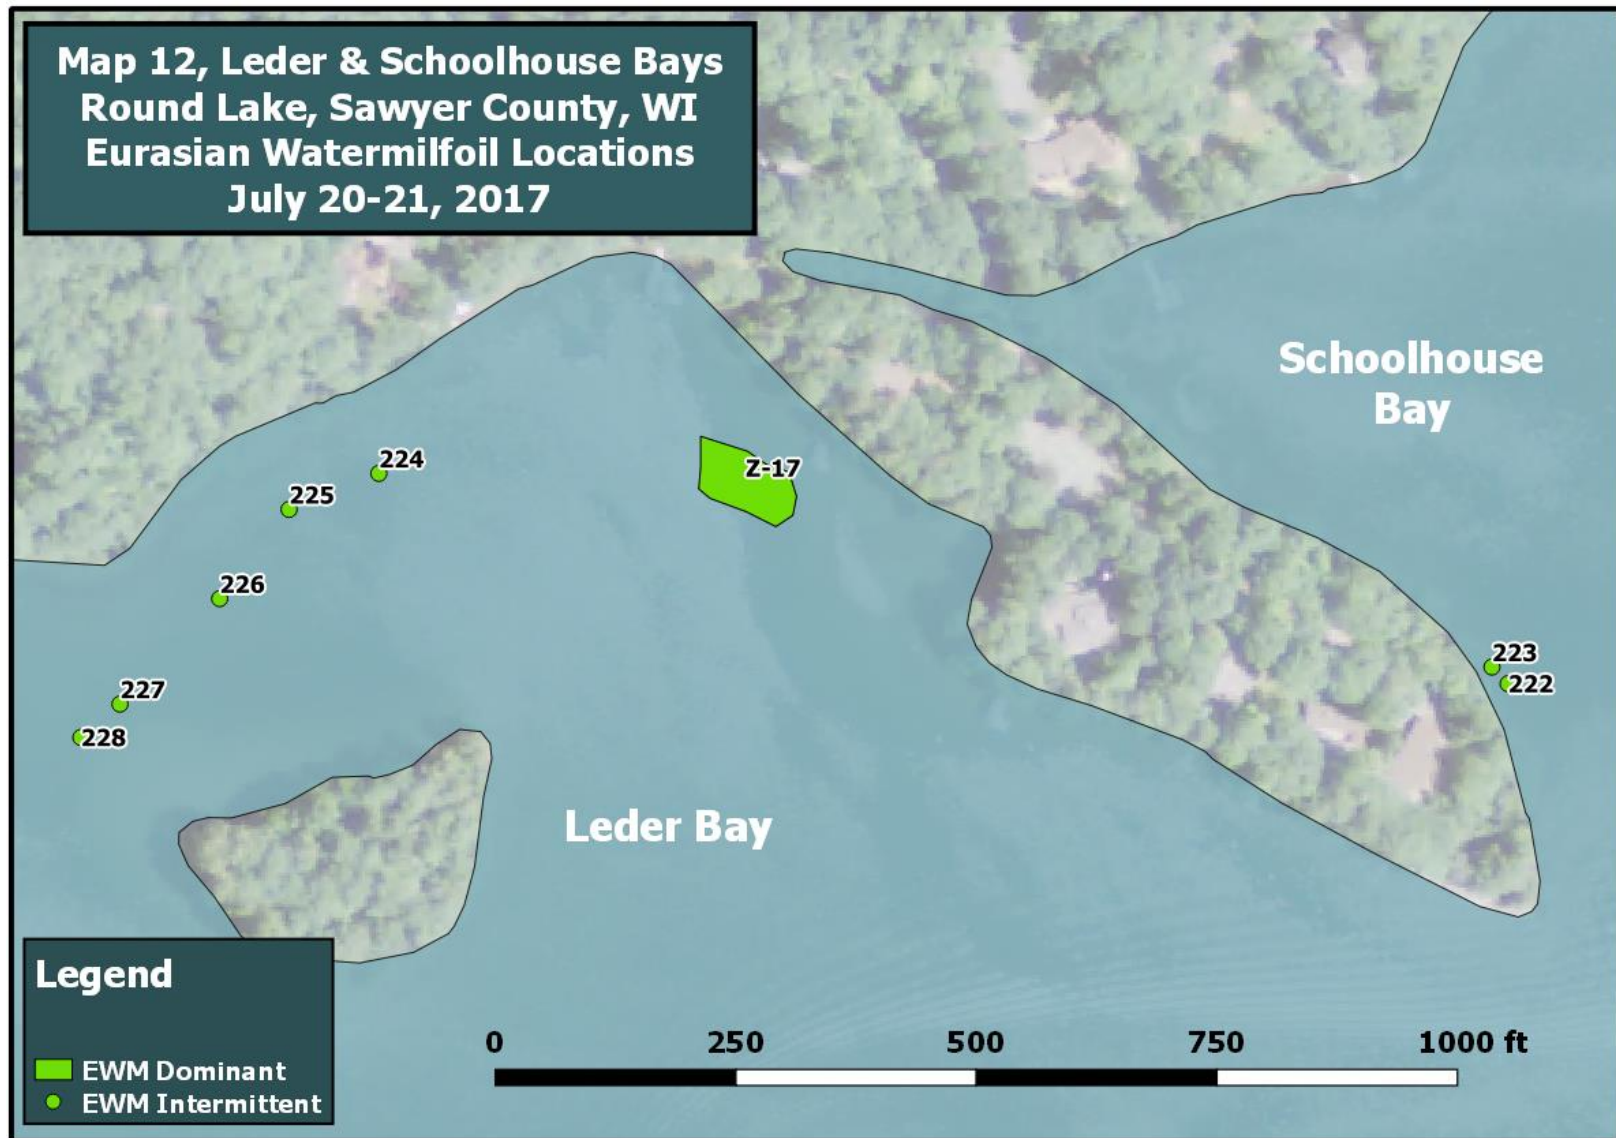 Map 12, Leder & Schoolhouse Bays
Round Lake, Sawyer County, WI
Eurasian Watermilfoil Locations
July 20-21, 2017
Schoolhouse
Bay
224
Z-17
225
226
223
222
227
228
Leder Bay
Legend
EWM Dominant
EWM Intermittent
0 250 500 750 1000 ft